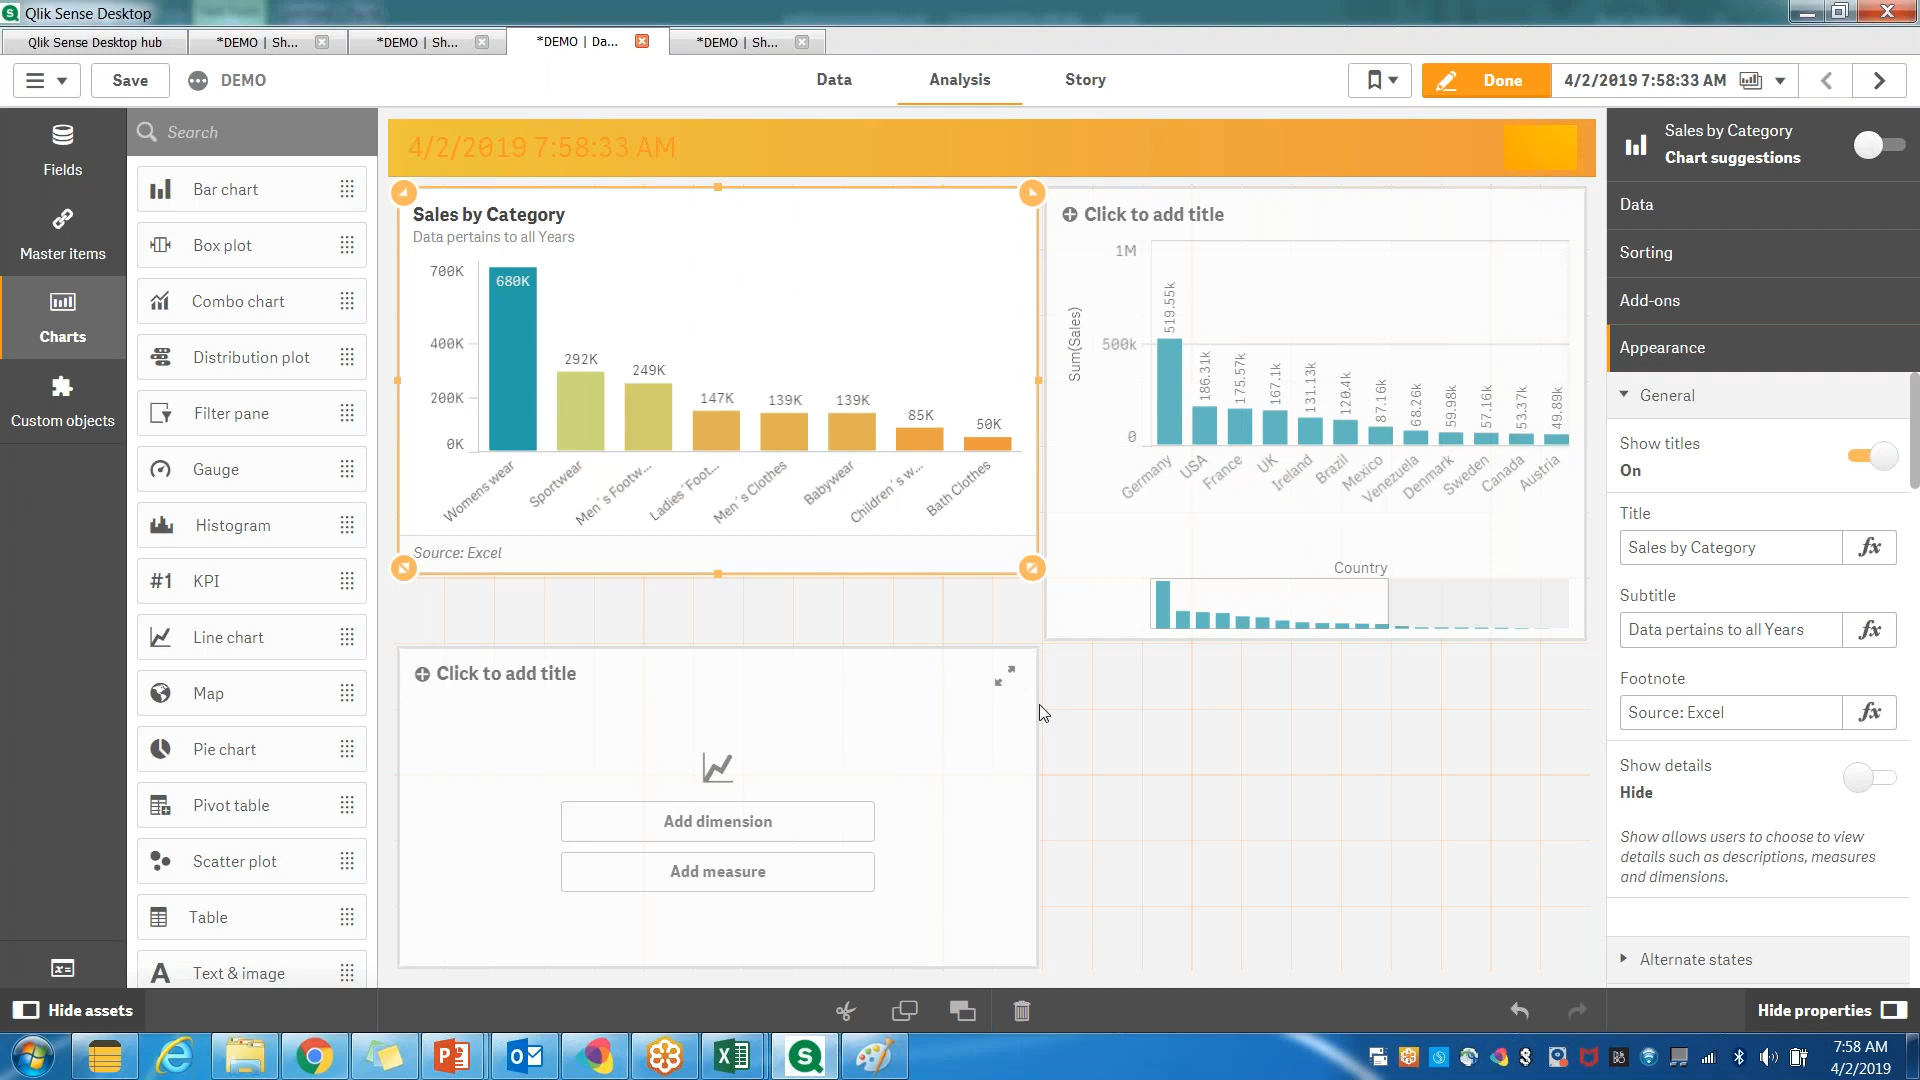 Qlik Sense Desktop
Qlik Sense Desktop hub
*DEMO | Sh...
*DEMO | Sh...
*DEMO | Da...
*DEMO | Sh...
Save
DEMO
Data
Analysis
Story
Done
4/2/2019 7:58:33 AM
Fields
Master items
Charts
Custom objects
Search
Bar chart
Box plot
Combo chart
Distribution plot
Filter pane
Gauge
Histogram
#1 KPI
Line chart
Map
Pie chart
Pivot table
Scatter plot
Table
A Text & image
4/2/2019 7:58:33 AM
Sales by Category
Data pertains to all Years
700K
400K
200K
0K
680K
292K
249K
147K
139K
139K
85K
50K
Womens wear
Sportwear
Men´s Footw...
Ladies´Foot...
Men´s Clothes
Babywear
Children´s w...
Bath Clothes
Source: Excel
Click to add title
1M
500k
0
Sum(Sales)
519.55k
186.31k
175.57k
167.1k
131.13k
120.4k
87.16k
68.26k
59.98k
57.16k
53.37k
49.89k
Germany
USA
France
UK
Ireland
Brazil
Mexico
Venezuela
Denmark
Sweden
Canada
Austria
Country
Click to add title
Add dimension
Add measure
Sales by Category
Chart suggestions
Data
Sorting
Add-ons
Appearance
General
Show titles
On
Title
Sales by Category
fx
Subtitle
Data pertains to all Years
fx
Footnote
Source: Excel
fx
Show details
Hide
Show allows users to choose to view
details such as descriptions, measures
and dimensions.
Alternate states
Hide assets
Hide properties
7:58 AM
4/2/2019